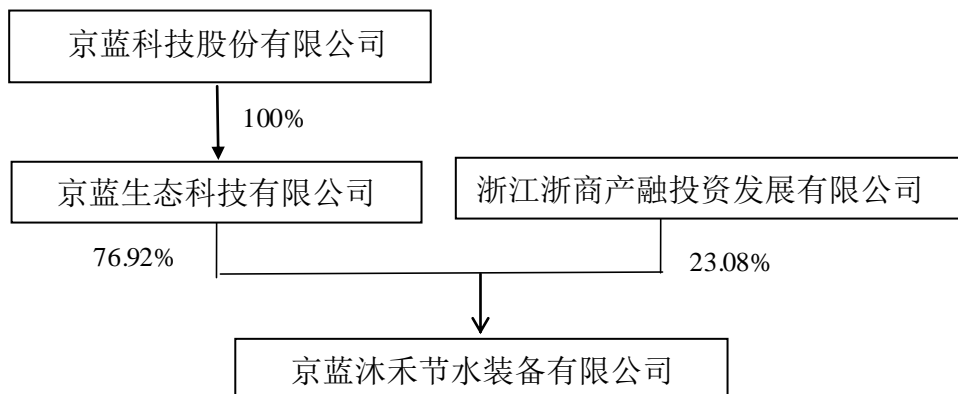 京蓝科技股份有限公司
100%
京蓝生态科技有限公司
浙江浙商产融投资发展有限公司
76.92%
23.08%
京蓝沐禾节水装备有限公司